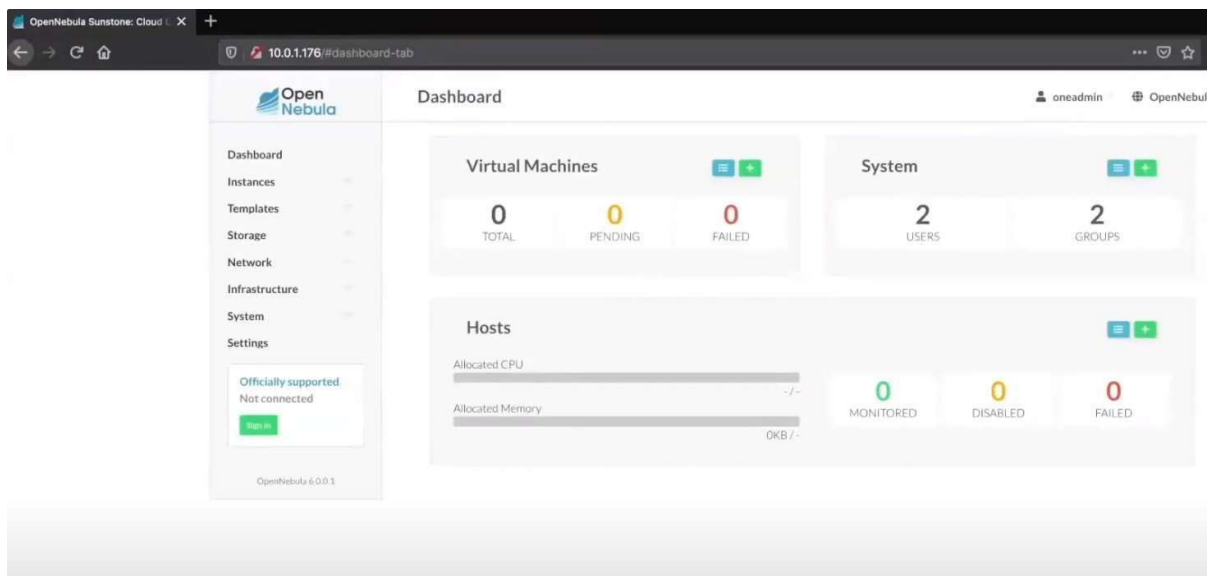 OpenNebula Sunstone: Cloud
10.0.1.176/#dashboard-tab
Open
Nebula
Dashboard
oneadmin
OpenNebul
Dashboard
Instances
Templates
Storage
Network
Infrastructure
System
Settings
Officially supported
Not connected
Sign in
OpenNebula 6.0.0.1
Virtual Machines
0 0 0
TOTAL PENDING FAILED
System
2 2
USERS GROUPS
Hosts
Allocated CPU
- / -
Allocated Memory
0KB / -
0 0 0
MONITORED DISABLED FAILED